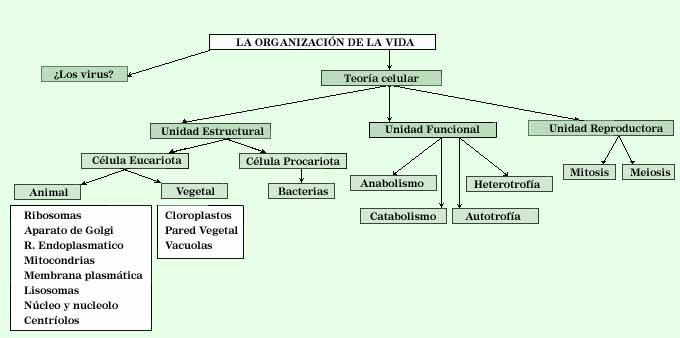 LA ORGANIZACIÓN DE LA VIDA
¿Los virus?
Teoría celular
Unidad Estructural
Unidad Funcional
Unidad Reproductora
Célula Eucariota
Célula Procariota
Mitosis
Meiosis
Animal
Vegetal
Bacterias
Anabolismo
Heterotrofía
Catabolismo
Autotrofía
Ribosomas
Aparato de Golgi
R. Endoplasmatico
Mitocondrias
Membrana plasmática
Lisosomas
Núcleo y nucleolo
Centríolos
Cloroplastos
Pared Vegetal
Vacuolas